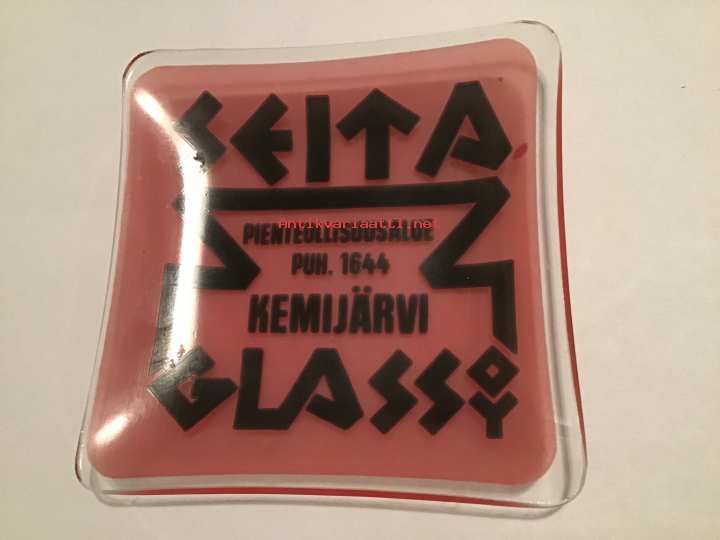 SEITA
Antikvariaatti.net
PIENTEOLLISUUSALUE
PUH. 1644
KEMIJÄRVI
GLASS OY